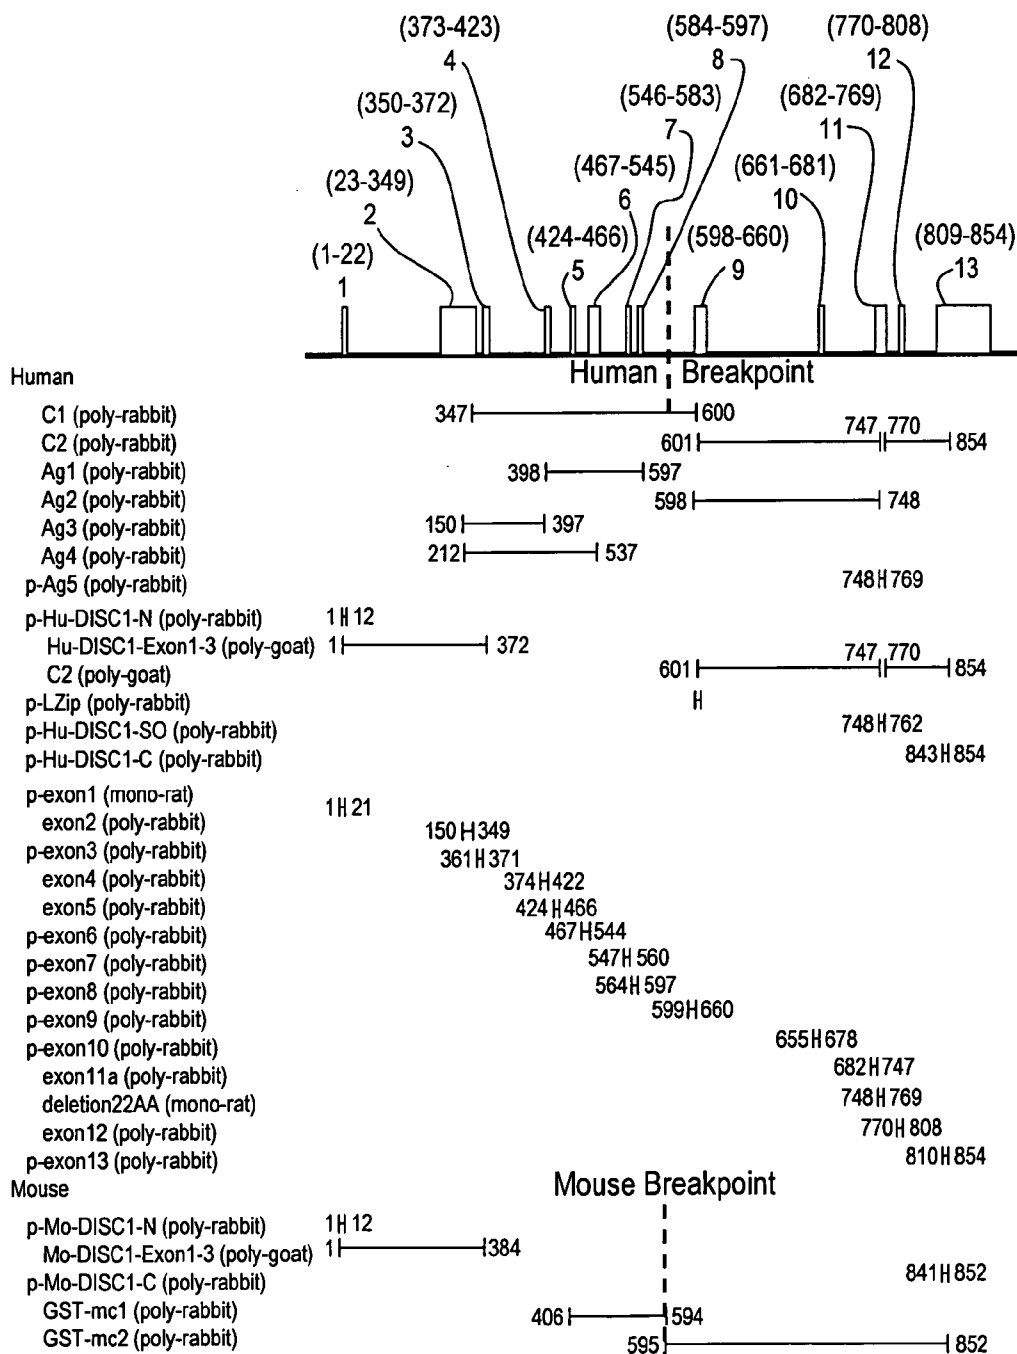 (373-423) (584-597) (770-808)
4 8 12
(350-372) (546-583) (682-769)
3 7 11
(23-349) (467-545) (661-681)
2 6 10
(1-22) (424-466) (598-660) (809-854)
1 5 9 13
Human Human Breakpoint
C1 (poly-rabbit) 347 600
C2 (poly-rabbit) 601 747 770 854
Ag1 (poly-rabbit) 398 597
Ag2 (poly-rabbit) 598 748
Ag3 (poly-rabbit) 150 397
Ag4 (poly-rabbit) 212 537
p-Ag5 (poly-rabbit) 748 769
p-Hu-DISC1-N (poly-rabbit) 1 12
Hu-DISC1-Exon1-3 (poly-goat) 1 372
C2 (poly-goat) 601 747 770 854
p-LZip (poly-rabbit)
p-Hu-DISC1-SO (poly-rabbit) 748 762
p-Hu-DISC1-C (poly-rabbit) 843 854
p-exon1 (mono-rat) 1 21
exon2 (poly-rabbit) 150 349
p-exon3 (poly-rabbit) 361 371
exon4 (poly-rabbit) 374 422
exon5 (poly-rabbit) 424 466
p-exon6 (poly-rabbit) 467 544
p-exon7 (poly-rabbit) 547 560
p-exon8 (poly-rabbit) 564 597
p-exon9 (poly-rabbit) 599 660
p-exon10 (poly-rabbit) 655 678
exon11a (poly-rabbit) 682 747
deletion22AA (mono-rat) 748 769
exon12 (poly-rabbit) 770 808
p-exon13 (poly-rabbit) 810 854
Mouse Mouse Breakpoint
p-Mo-DISC1-N (poly-rabbit) 1 12
Mo-DISC1-Exon1-3 (poly-goat) 1 384
p-Mo-DISC1-C (poly-rabbit) 841 852
GST-mc1 (poly-rabbit) 406 594
GST-mc2 (poly-rabbit) 595 852